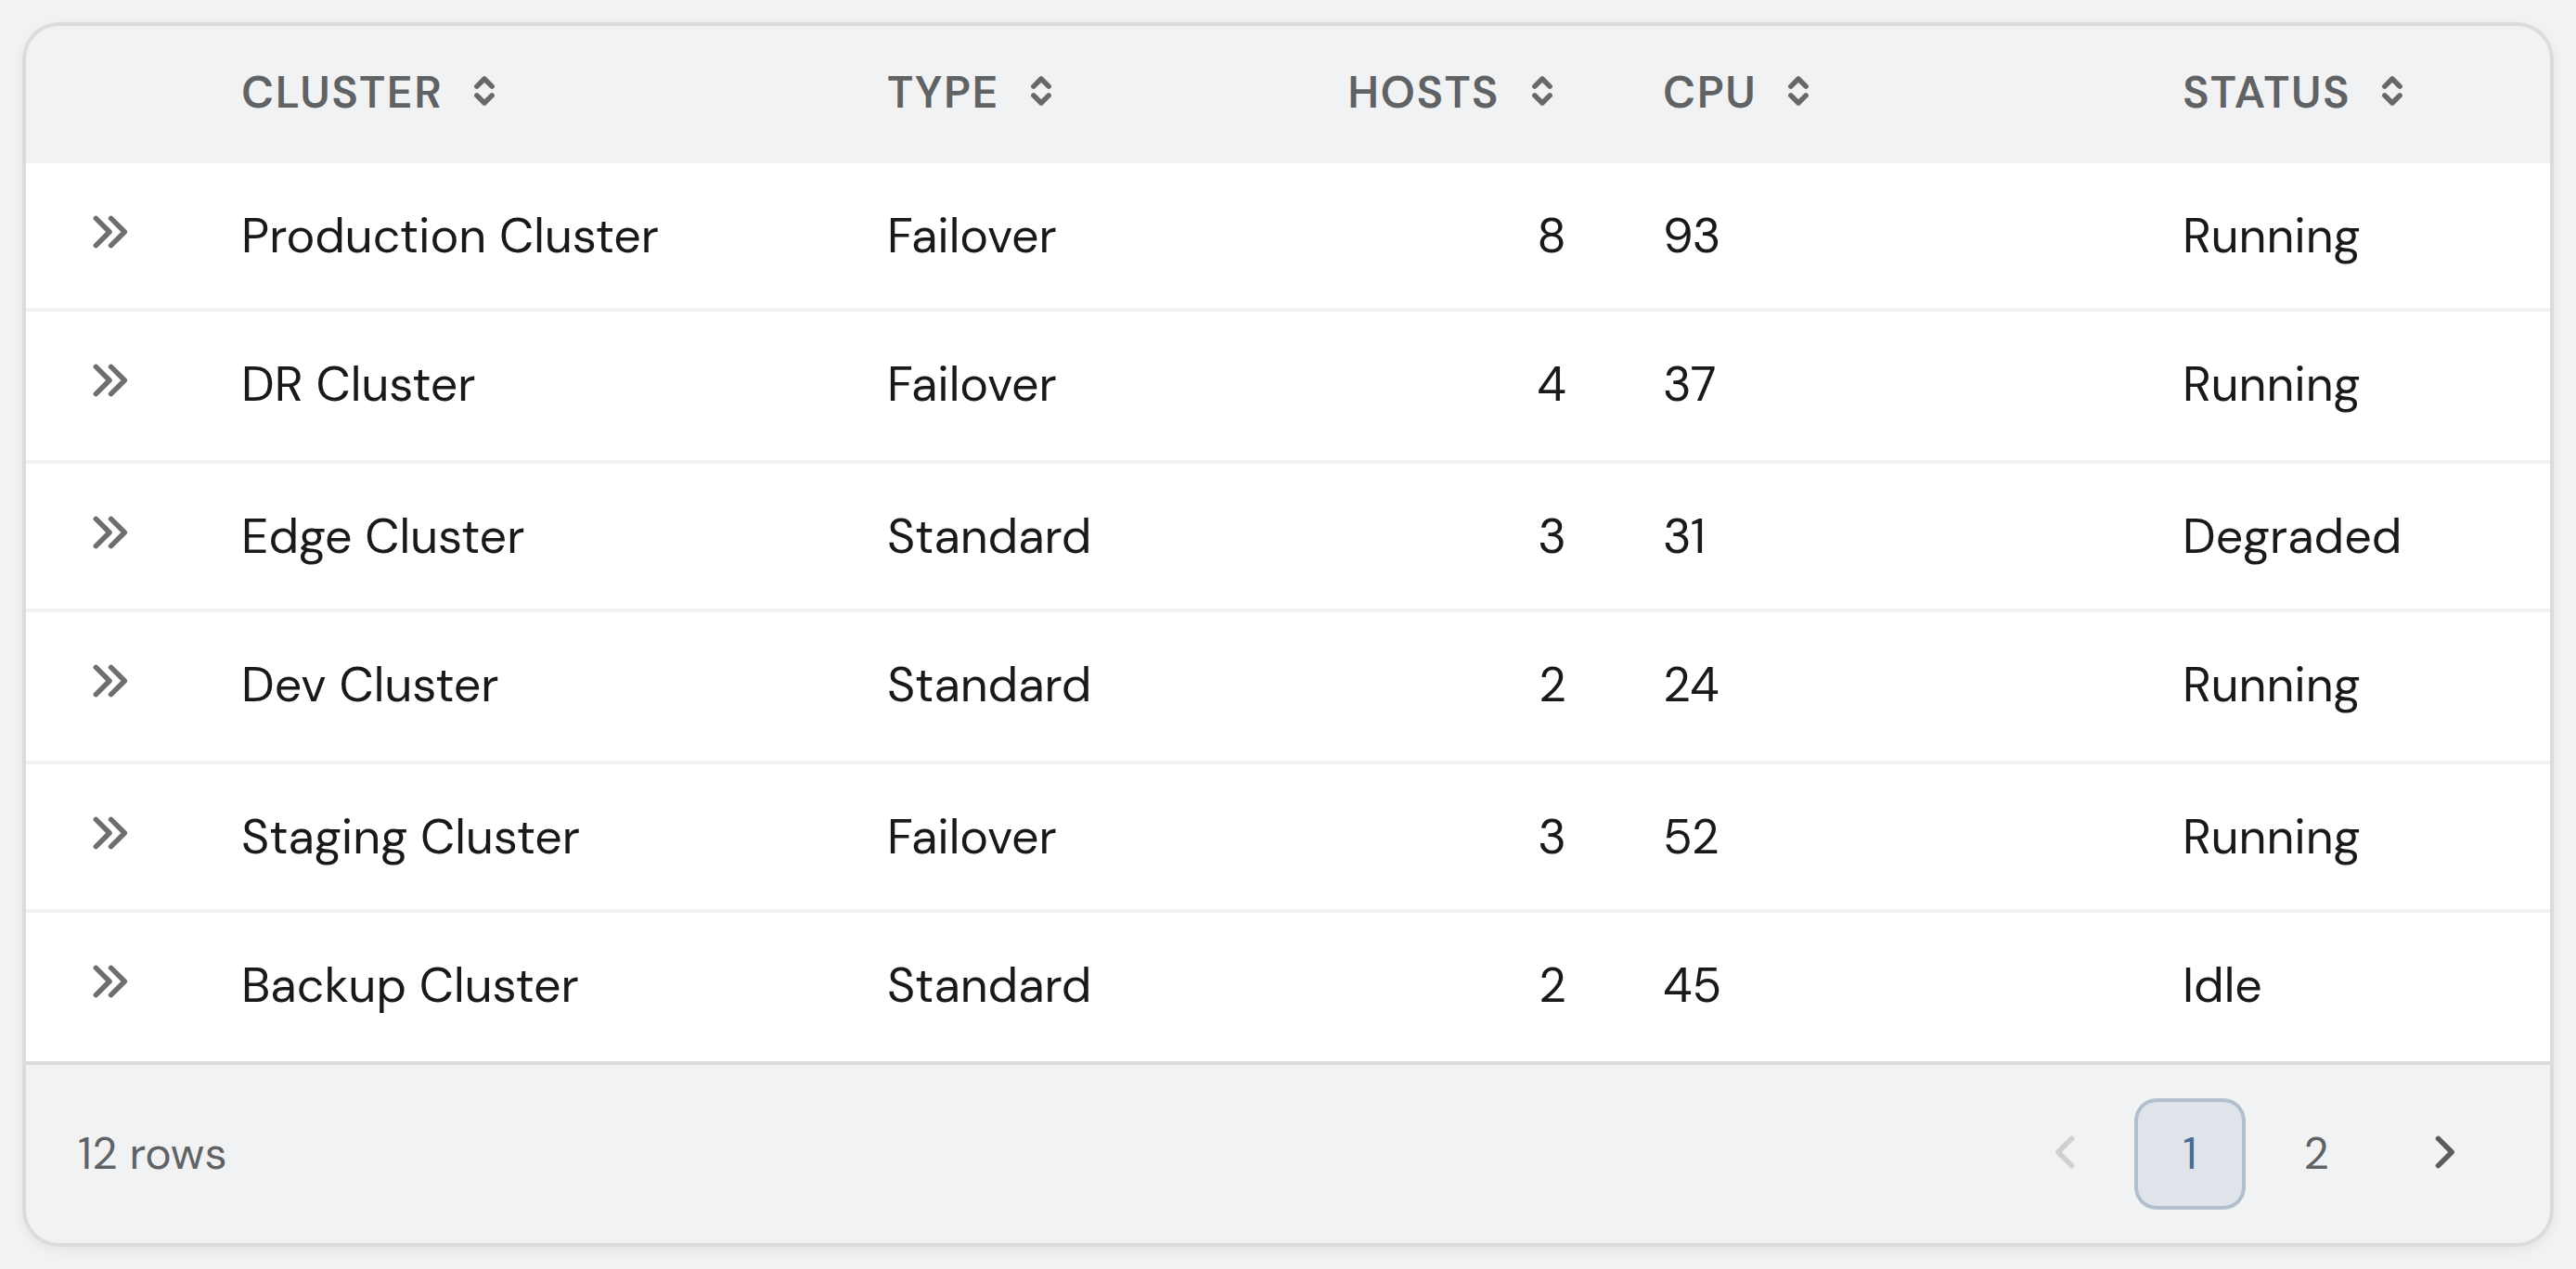 CLUSTER TYPE HOSTS CPU STATUS
Production Cluster Failover 8 93 Running
DR Cluster Failover 4 37 Running
Edge Cluster Standard 3 31 Degraded
Dev Cluster Standard 2 24 Running
Staging Cluster Failover 3 52 Running
Backup Cluster Standard 2 45 Idle
12 rows 1 2